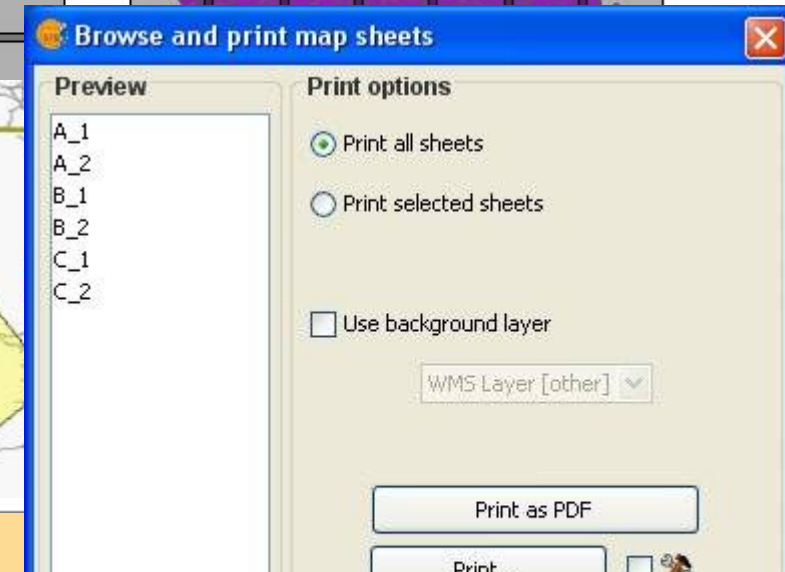 Browse and print map sheets
Preview
A_1
A_2
B_1
B_2
C_1
C_2
Print options
Print all sheets
Print selected sheets
Use background layer
WMS Layer [other]
Print as PDF
Print